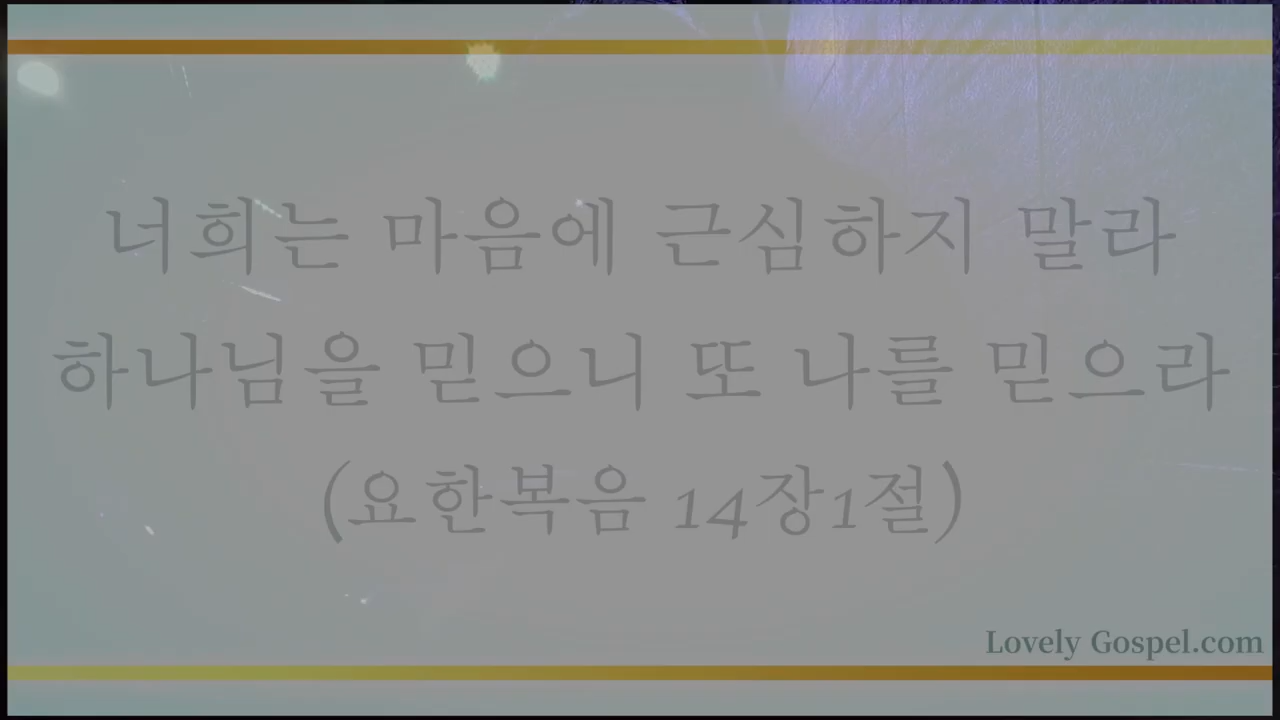 너희는 마음에 근심하지 말라
하나님을 믿으니 또 나를 믿으라
(요한복음 14장1절)
Lovely Gospel.com